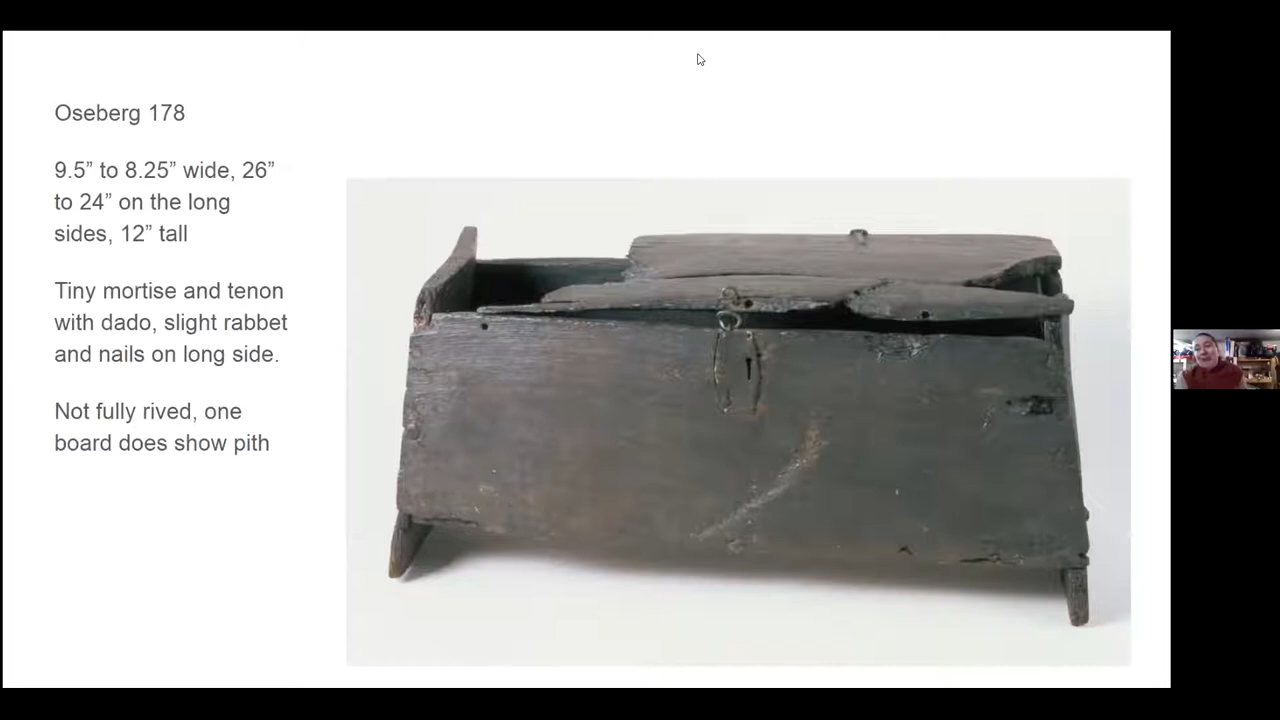 Oseberg 178
9.5” to 8.25” wide, 26”
to 24” on the long
sides, 12” tall
Tiny mortise and tenon
with dado, slight rabbet
and nails on long side.
Not fully rived, one
board does show pith